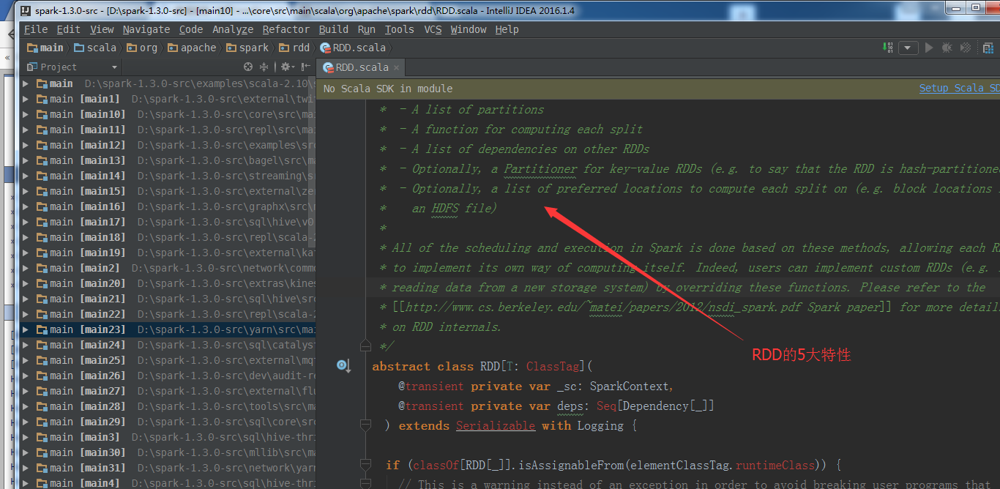 spark-1.3.0-src - [D:\spark-1.3.0-src] - [main10] - ...\core\src\main\scala\org\apache\spark\rdd\RDD.scala - IntelliJ IDEA 2016.1.4
File Edit View Navigate Code Analyze Refactor Build Run Tools VCS Window Help
main scala org apache spark rdd RDD.scala
Project
RDD.scala
main D:\spark-1.3.0-src\examples\scala-2.10\
main [main1] D:\spark-1.3.0-src\external\twi
main [main10] D:\spark-1.3.0-src\core\src\ma
main [main11] D:\spark-1.3.0-src\repl\src\ma
main [main12] D:\spark-1.3.0-src\examples\sr
main [main13] D:\spark-1.3.0-src\bagel\src\m
main [main14] D:\spark-1.3.0-src\streaming\s
main [main15] D:\spark-1.3.0-src\external\ze
main [main16] D:\spark-1.3.0-src\graphx\src\
main [main17] D:\spark-1.3.0-src\sql\hive\v0
main [main18] D:\spark-1.3.0-src\repl\scala-
main [main19] D:\spark-1.3.0-src\external\ka
main [main2] D:\spark-1.3.0-src\network\commo
main [main20] D:\spark-1.3.0-src\extras\kines
main [main21] D:\spark-1.3.0-src\sql\hive\src
main [main22] D:\spark-1.3.0-src\repl\scala-2
main [main23] D:\spark-1.3.0-src\yarn\src\mai
main [main24] D:\spark-1.3.0-src\sql\catalyst
main [main25] D:\spark-1.3.0-src\external\mq
main [main26] D:\spark-1.3.0-src\dev\audit-re
main [main27] D:\spark-1.3.0-src\external\flu
main [main28] D:\spark-1.3.0-src\tools\src\ma
main [main29] D:\spark-1.3.0-src\sql\core\src
main [main3] D:\spark-1.3.0-src\sql\hive-thri
main [main30] D:\spark-1.3.0-src\mllib\src\ma
main [main31] D:\spark-1.3.0-src\network\yarn
main [main4] D:\spark-1.3.0-src\sql\hive-thri
No Scala SDK in module Setup Scala SD
* - A list of partitions
* - A function for computing each split
* - A list of dependencies on other RDDs
* - Optionally, a Partitioner for key-value RDDs (e.g. to say that the RDD is hash-partitione
* - Optionally, a list of preferred locations to compute each split on (e.g. block locations
* an HDFS file)
*
* All of the scheduling and execution in Spark is done based on these methods, allowing each R
* to implement its own way of computing itself. Indeed, users can implement custom RDDs (e.g.
* reading data from a new storage system) by overriding these functions. Please refer to the
* [[http://www.cs.berkeley.edu/~matei/papers/2012/nsdi_spark.pdf Spark paper]] for more detail
* on RDD internals.
*/
RDD的5大特性
abstract class RDD[T: ClassTag](
@transient private var _sc: SparkContext,
@transient private var deps: Seq[Dependency[_]]
) extends Serializable with Logging {
if (classOf[RDD[_]].isAssignableFrom(elementClassTag.runtimeClass)) {
// This is a warning instead of an exception in order to avoid breaking user programs that